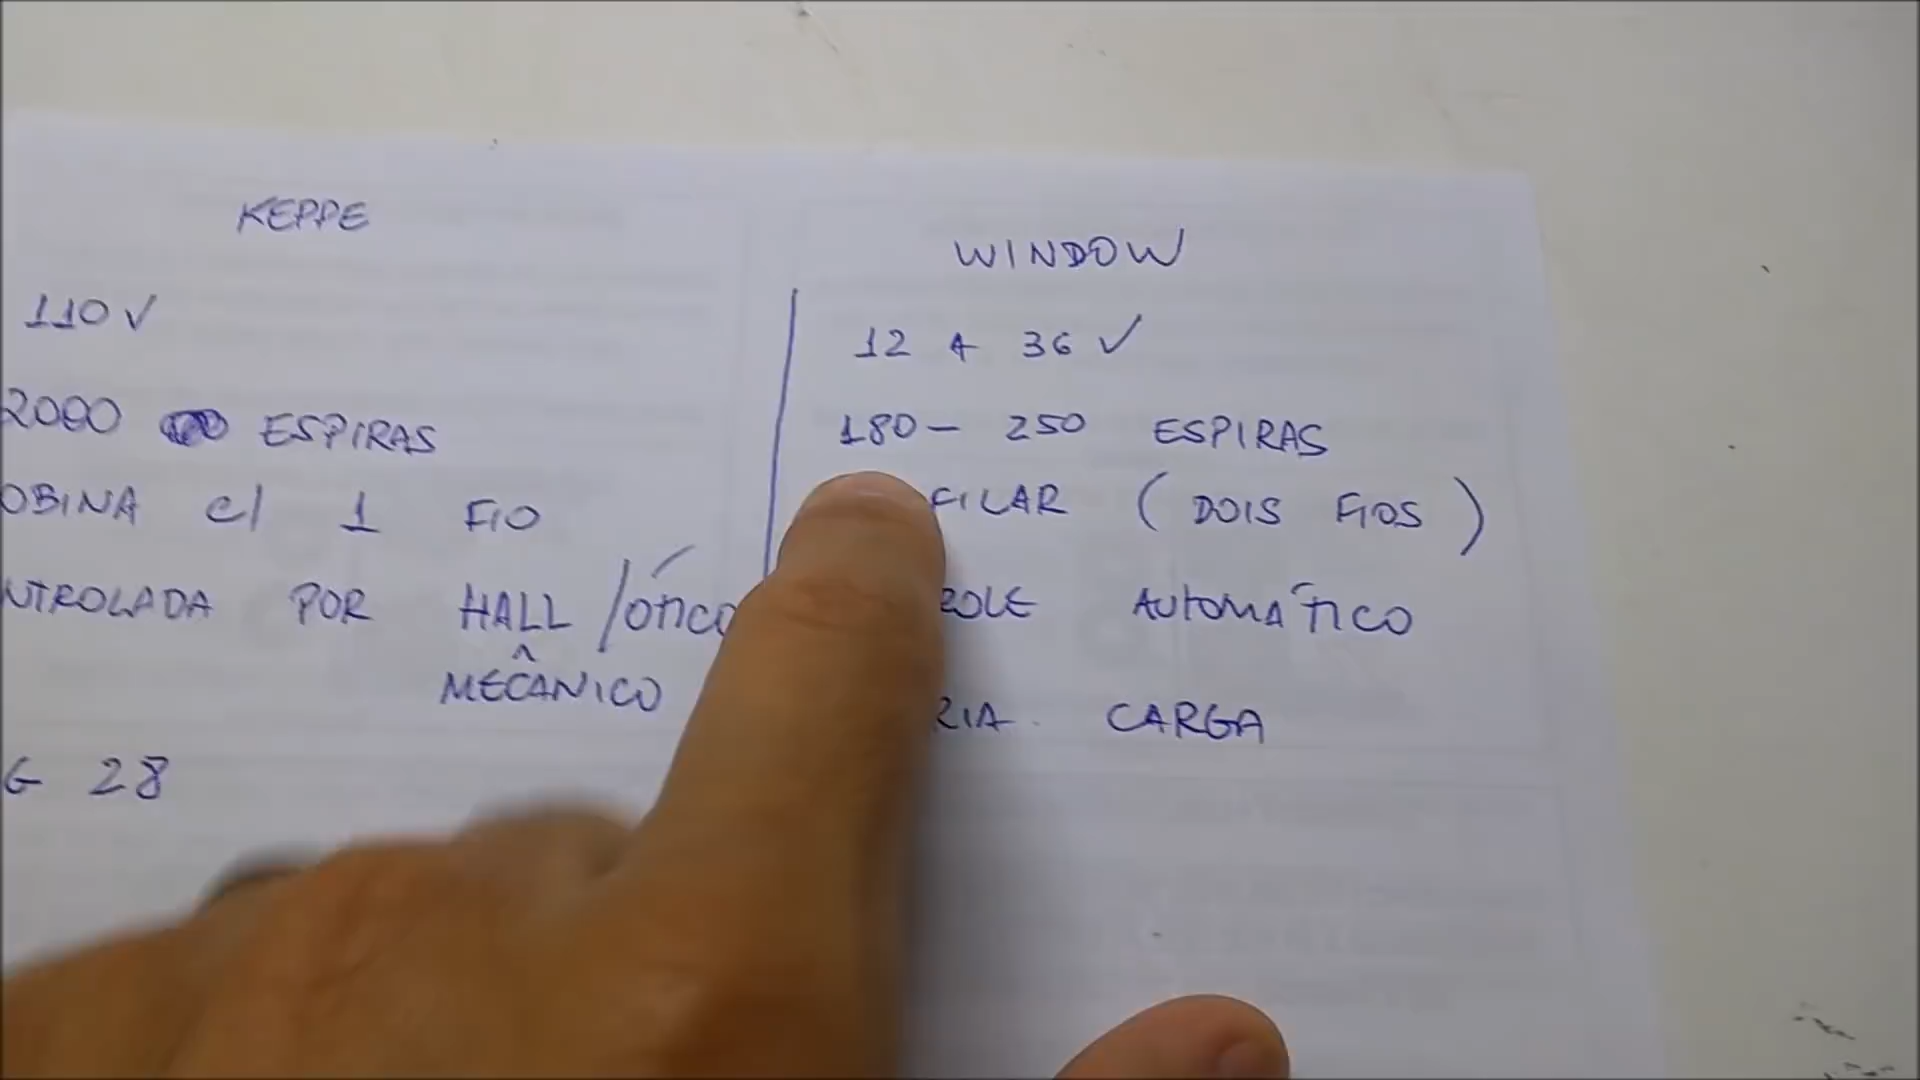 KEPPE
110V
2000 ESPIRAS
OBINA c/ 1 FIO
NTROLADA POR HALL / ÓTICO
MECÂNICO
G 28
WINDOW
12 A 36 V
180 - 250 ESPIRAS
FILAR ( DOIS FIOS )
ROLE AUTOMÁTICO
RIA CARGA